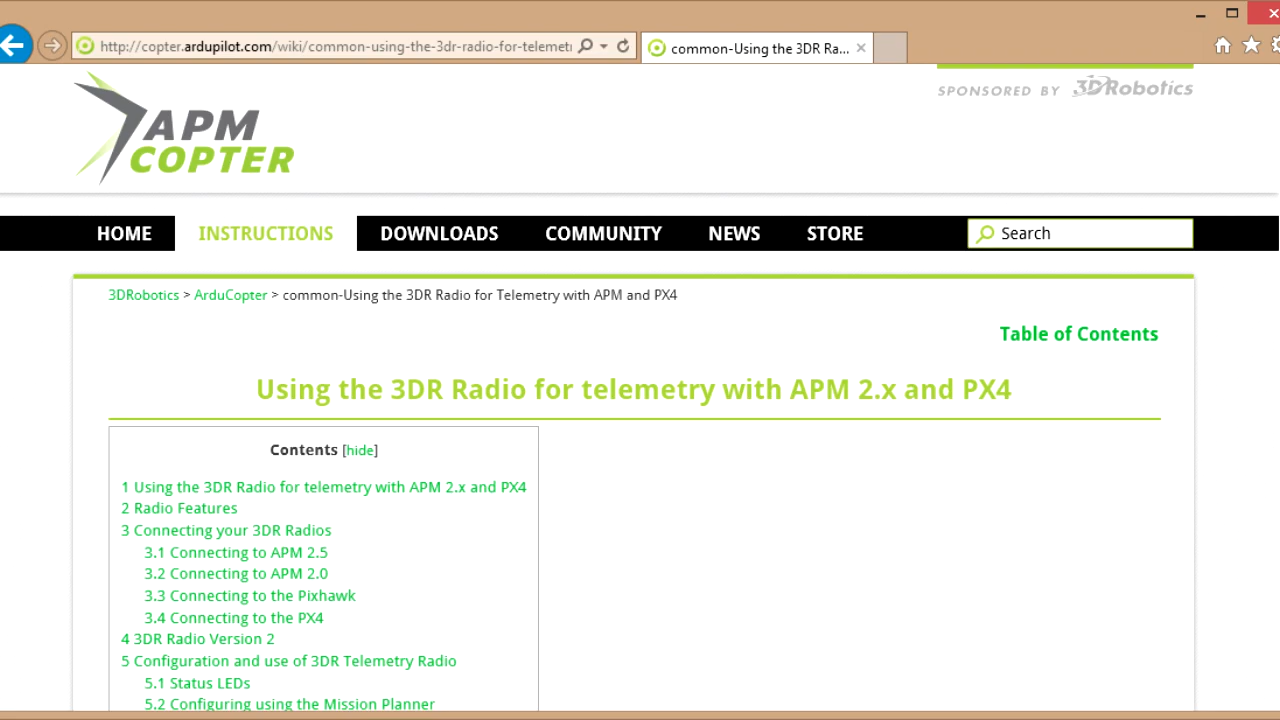 http://copter.ardupilot.com/wiki/common-using-the-3dr-radio-for-telemet
common-Using the 3DR Ra...
SPONSORED BY 3DRobotics
APM
COPTER
HOME INSTRUCTIONS DOWNLOADS COMMUNITY NEWS STORE Search
3DRobotics > ArduCopter > common-Using the 3DR Radio for Telemetry with APM and PX4
Table of Contents
Using the 3DR Radio for telemetry with APM 2.x and PX4
Contents [hide]
1 Using the 3DR Radio for telemetry with APM 2.x and PX4
2 Radio Features
3 Connecting your 3DR Radios
3.1 Connecting to APM 2.5
3.2 Connecting to APM 2.0
3.3 Connecting to the Pixhawk
3.4 Connecting to the PX4
4 3DR Radio Version 2
5 Configuration and use of 3DR Telemetry Radio
5.1 Status LEDs
5.2 Configuring using the Mission Planner